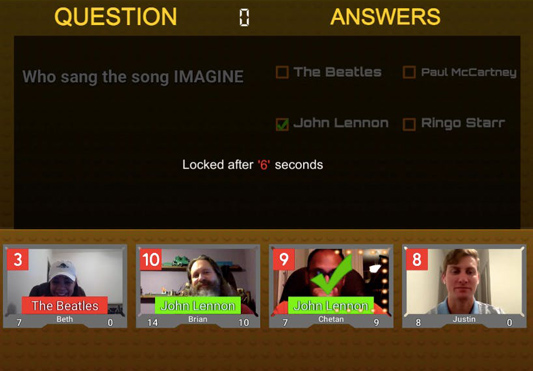 QUESTION 0 ANSWERS
Who sang the song IMAGINE
The Beatles Paul McCartney
John Lennon Ringo Starr
Locked after '6' seconds
3 10 9 8
The Beatles John Lennon John Lennon
Beth Brian Chetan Justin
7 0 14 10 7 9 8 0